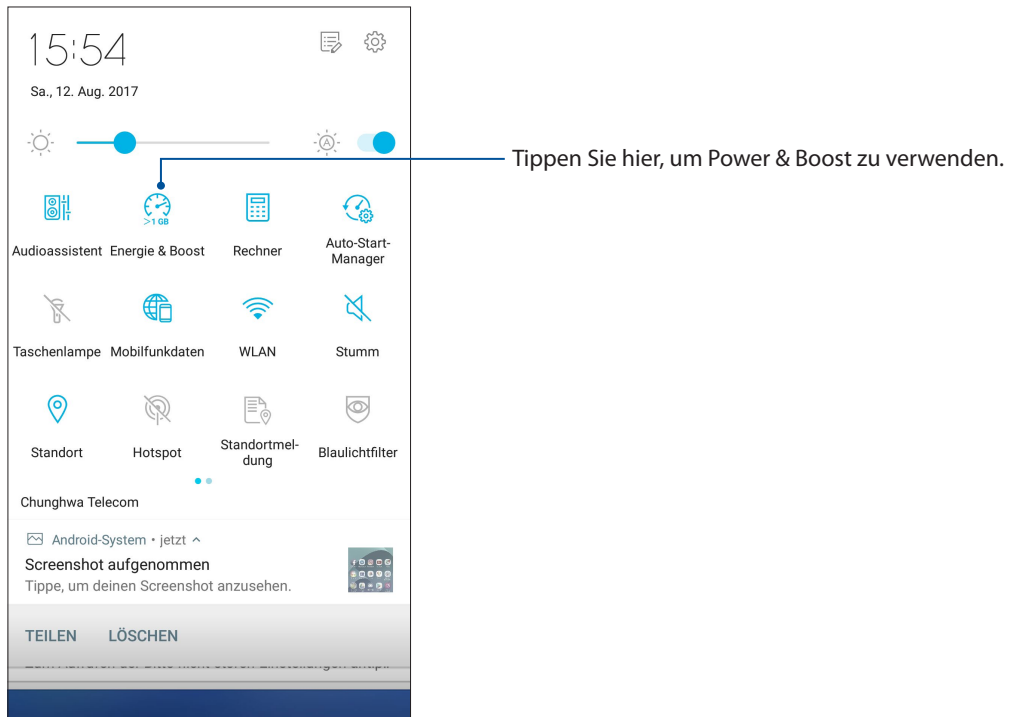 15:54
Sa., 12. Aug. 2017
A
Tippen Sie hier, um Power & Boost zu verwenden.
>1 GB
Audioassistent Energie & Boost Rechner Auto-Start-
Manager
Taschenlampe Mobilfunkdaten WLAN Stumm
Standort Hotspot Standortmel-
dung Blaulichtfilter
Chunghwa Telecom
Android-System • jetzt
Screenshot aufgenommen
Tippe, um deinen Screenshot anzusehen.
TEILEN LÖSCHEN